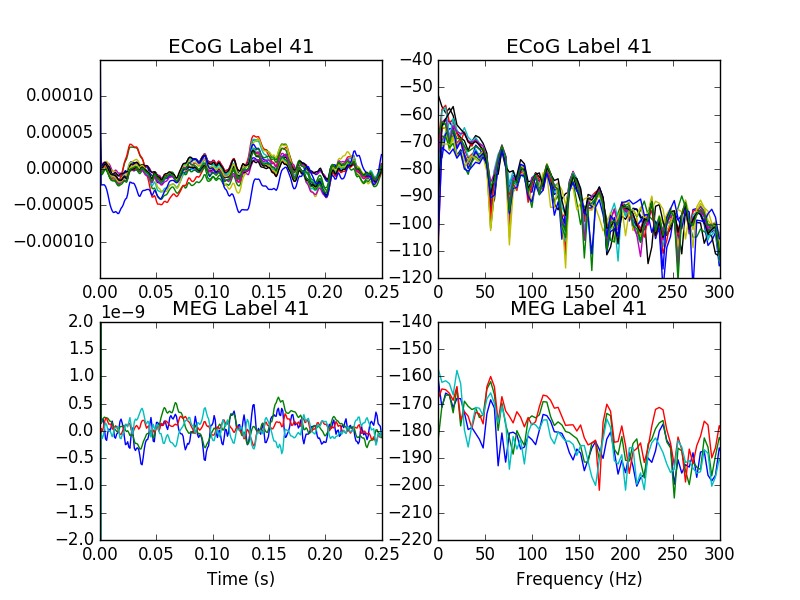 ECoG Label 41
0.00010
0.00005
0.00000
−0.00005
−0.00010
0.00 0.05 0.10 0.15 0.20 0.25
ECoG Label 41
−40
−50
−60
−70
−80
−90
−100
−110
−120
0 50 100 150 200 250 300
MEG Label 41
1e−9
2.0
1.5
1.0
0.5
0.0
−0.5
−1.0
−1.5
−2.0
0.00 0.05 0.10 0.15 0.20 0.25
Time (s)
MEG Label 41
−140
−150
−160
−170
−180
−190
−200
−210
−220
0 50 100 150 200 250 300
Frequency (Hz)